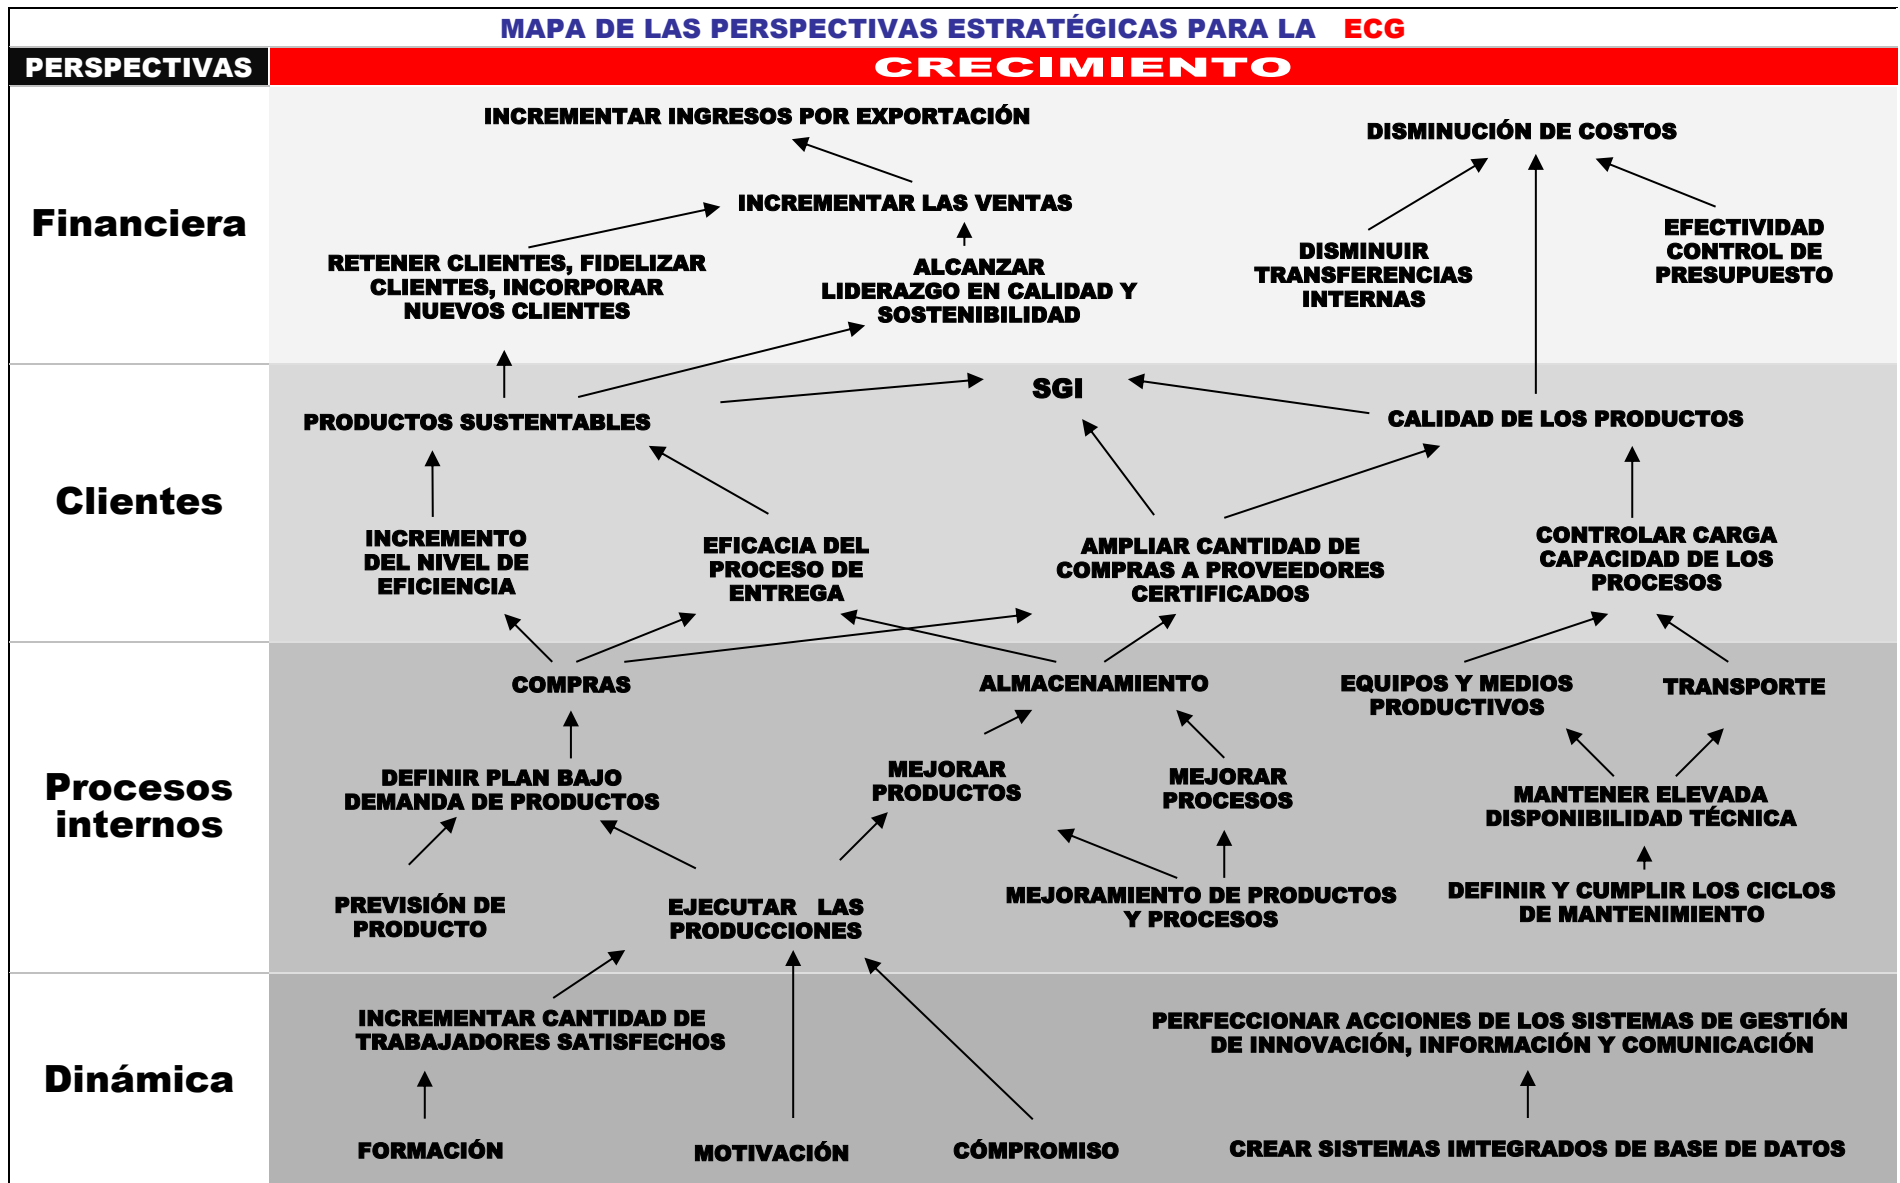 MAPA DE LAS PERSPECTIVAS ESTRATÉGICAS PARA LA ECG
PERSPECTIVAS
CRECIMIENTO
Financiera
INCREMENTAR INGRESOS POR EXPORTACIÓN
DISMINUCIÓN DE COSTOS
INCREMENTAR LAS VENTAS
RETENER CLIENTES, FIDELIZAR
CLIENTES, INCORPORAR
NUEVOS CLIENTES
ALCANZAR
LIDERAZGO EN CALIDAD Y
SOSTENIBILIDAD
DISMINUIR
TRANSFERENCIAS
INTERNAS
EFECTIVIDAD
CONTROL DE
PRESUPUESTO
Clientes
SGI
PRODUCTOS SUSTENTABLES
CALIDAD DE LOS PRODUCTOS
INCREMENTO
DEL NIVEL DE
EFICIENCIA
EFICACIA DEL
PROCESO DE
ENTREGA
AMPLIAR CANTIDAD DE
COMPRAS A PROVEEDORES
CERTIFICADOS
CONTROLAR CARGA
CAPACIDAD DE LOS
PROCESOS
Procesos
internos
COMPRAS
ALMACENAMIENTO
EQUIPOS Y MEDIOS
PRODUCTIVOS
TRANSPORTE
DEFINIR PLAN BAJO
DEMANDA DE PRODUCTOS
MEJORAR
PRODUCTOS
MEJORAR
PROCESOS
MANTENER ELEVADA
DISPONIBILIDAD TÉCNICA
PREVISIÓN DE
PRODUCTO
EJECUTAR LAS
PRODUCCIONES
MEJORAMIENTO DE PRODUCTOS
Y PROCESOS
DEFINIR Y CUMPLIR LOS CICLOS
DE MANTENIMIENTO
Dinámica
INCREMENTAR CANTIDAD DE
TRABAJADORES SATISFECHOS
PERFECCIONAR ACCIONES DE LOS SISTEMAS DE GESTIÓN
DE INNOVACIÓN, INFORMACIÓN Y COMUNICACIÓN
FORMACIÓN
MOTIVACIÓN
CÓMPROMISO
CREAR SISTEMAS IMTEGRADOS DE BASE DE DATOS